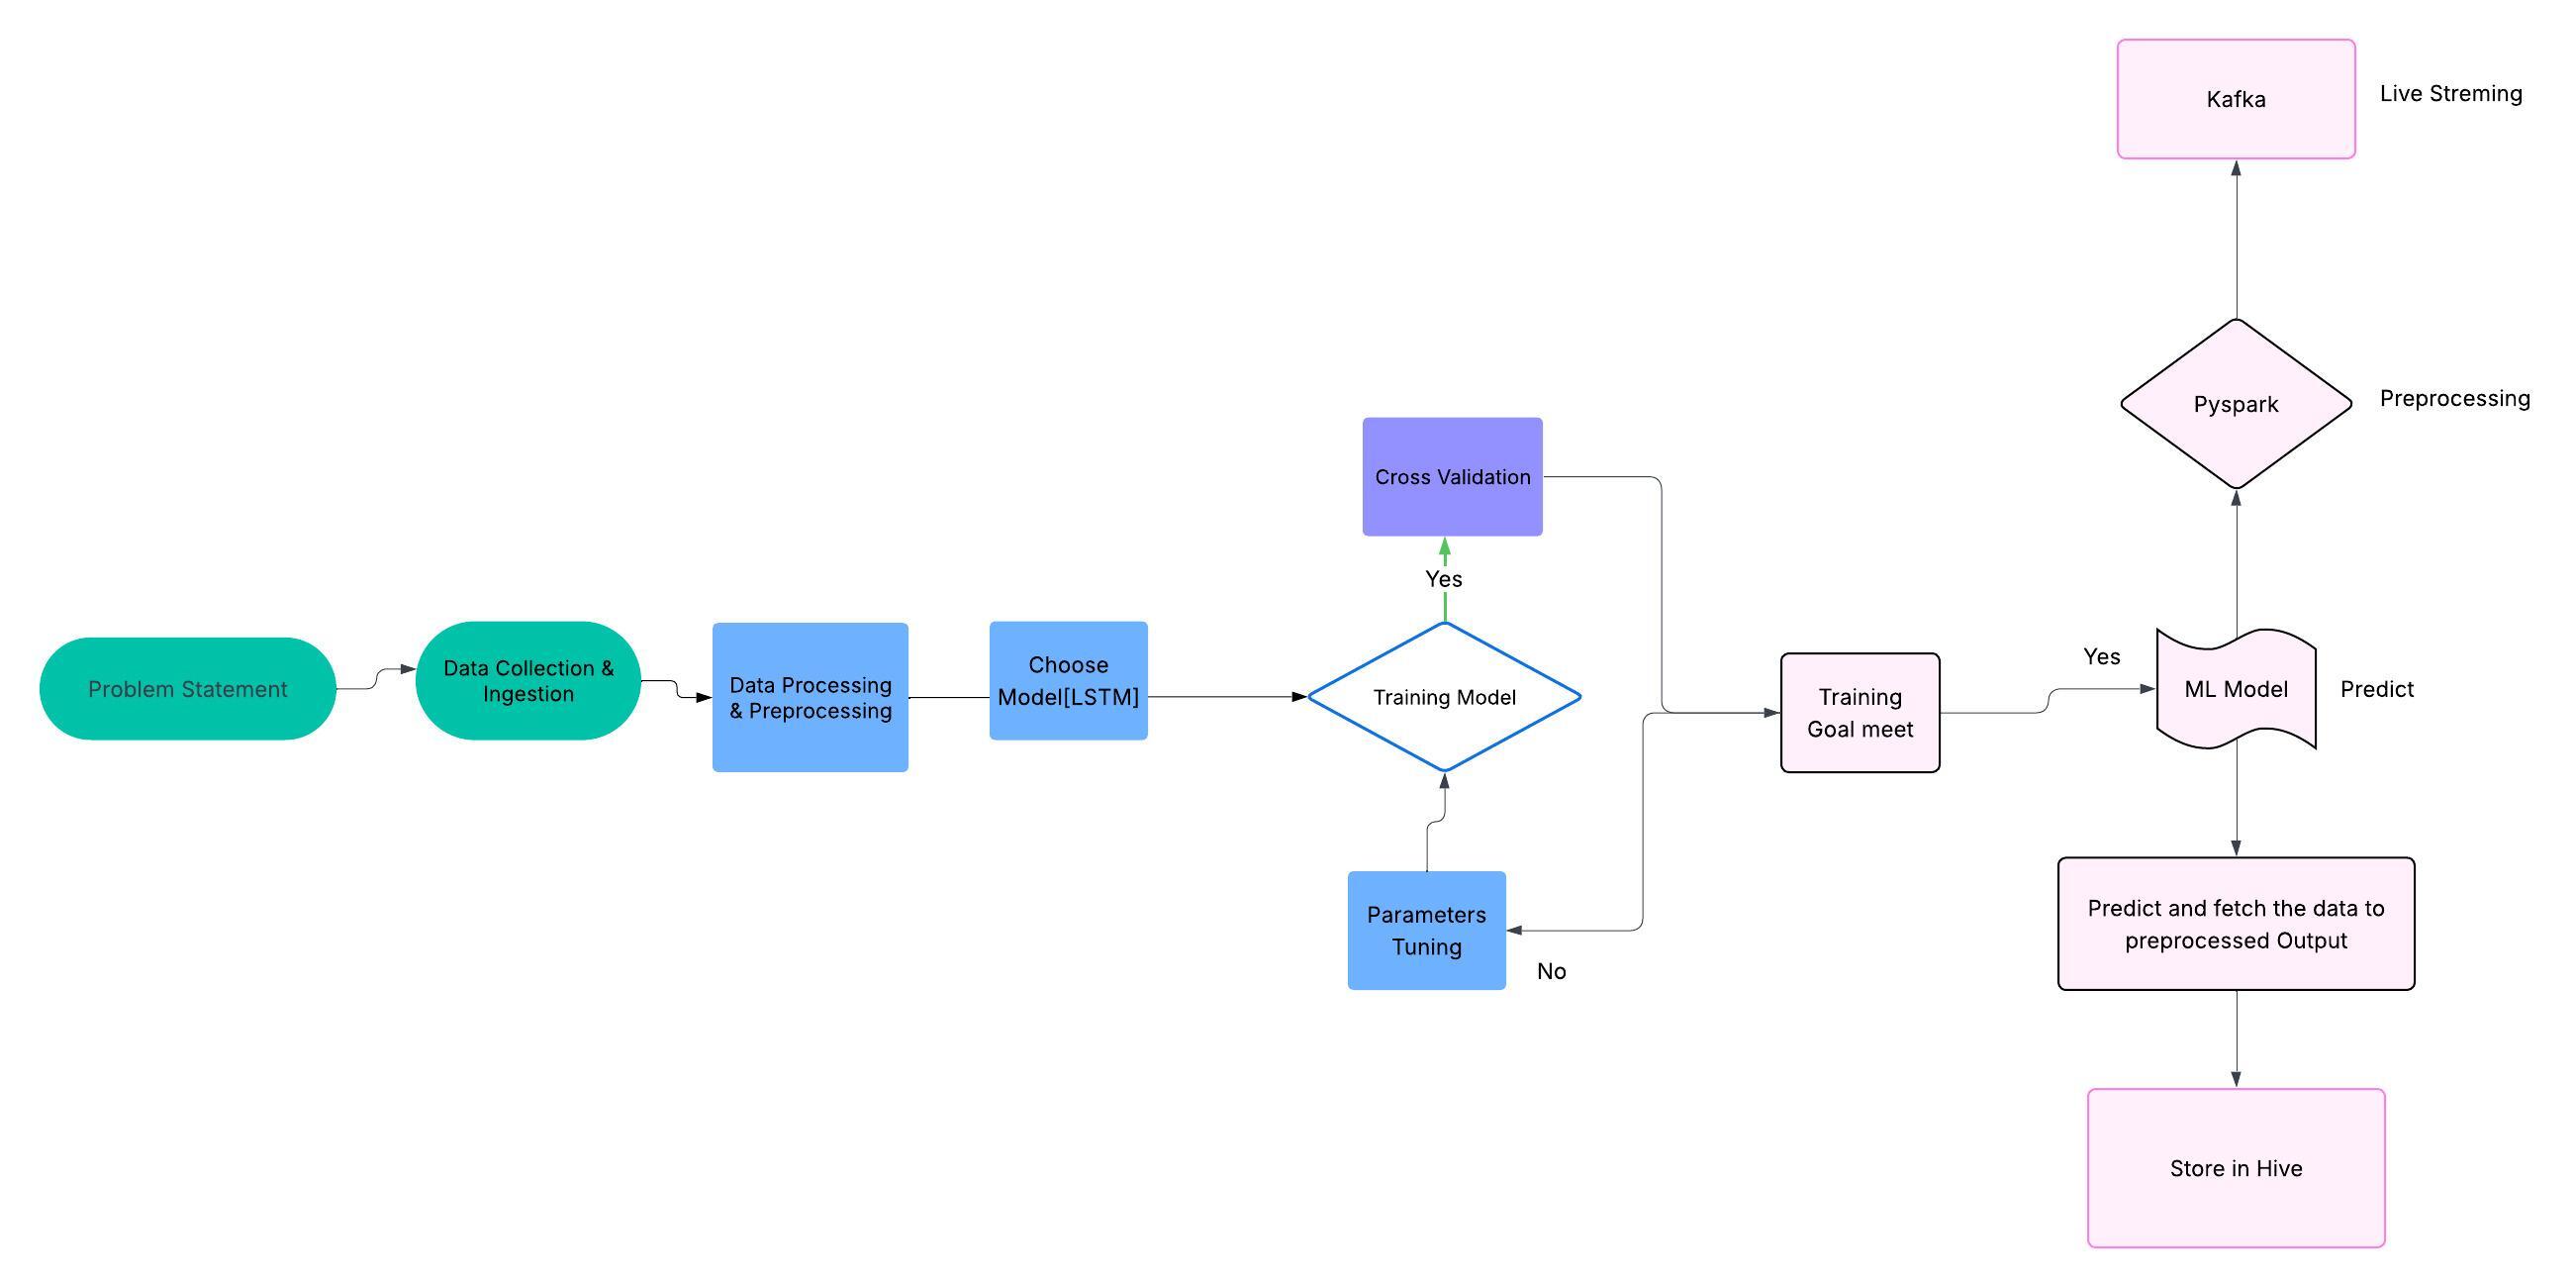 Kafka
Live Streming
Pyspark
Preprocessing
Cross Validation
Yes
Problem Statement
Data Collection &
Ingestion
Data Processing
& Preprocessing
Choose
Model[LSTM]
Training Model
Training
Goal meet
Yes
ML Model
Predict
Parameters
Tuning
No
Predict and fetch the data to
preprocessed Output
Store in Hive